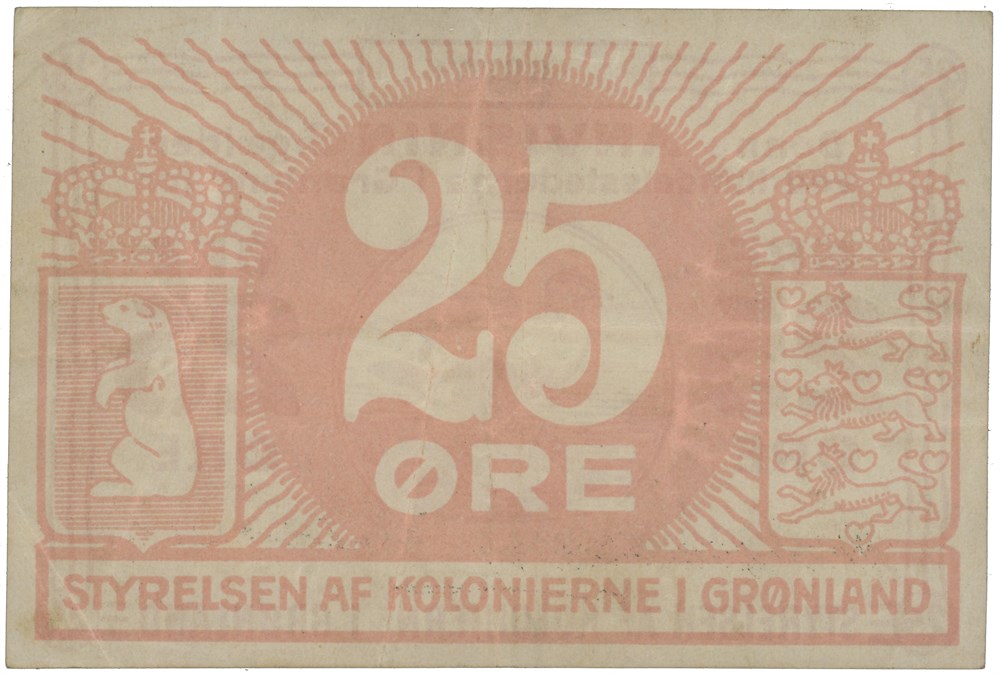 25
ØRE
STYRELSEN AF KOLONIERNE I GRØNLAND